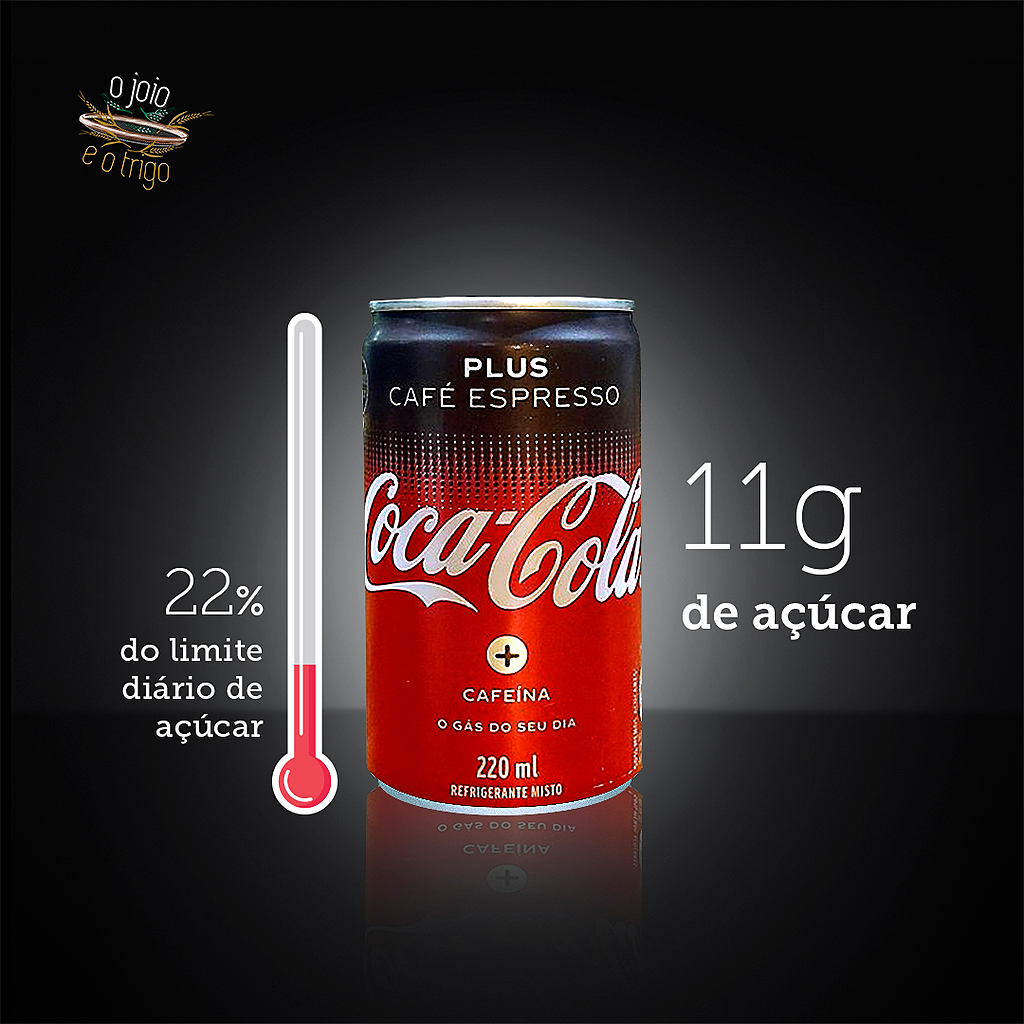 o joio
e o trigo
PLUS
CAFÉ ESPRESSO
Coca-Cola
+
CAFEÍNA
O GÁS DO SEU DIA
220 ml
REFRIGERANTE MISTO
22%
do limite
diário de
açúcar
11g
de açúcar